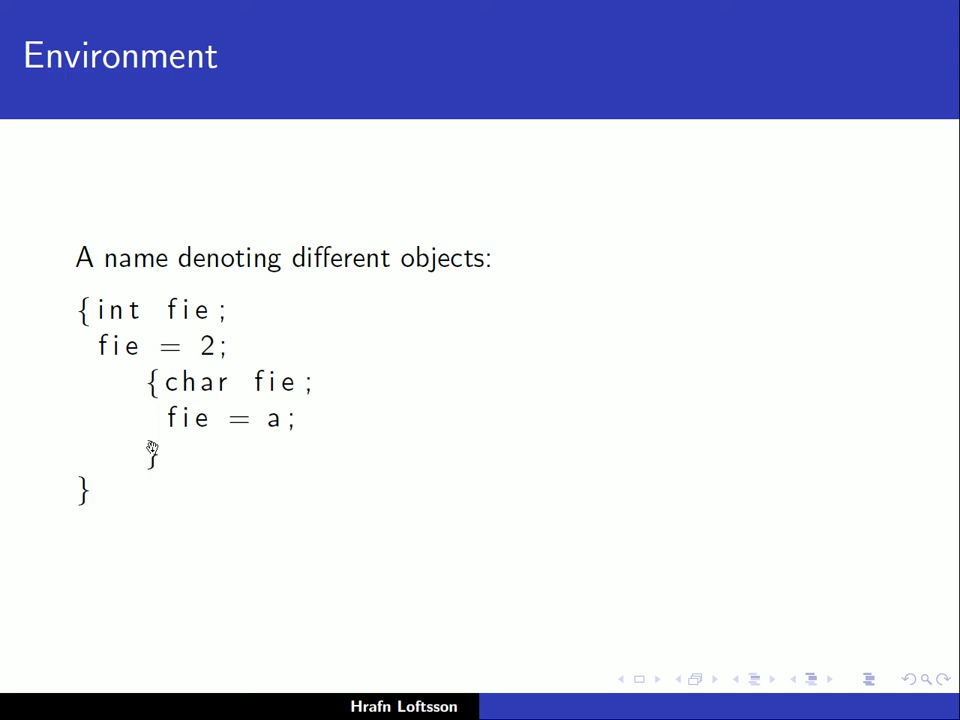 Environment
A name denoting different objects:
{int fie;
fie = 2;
{char fie;
fie = a;
}
}
Hrafn Loftsson